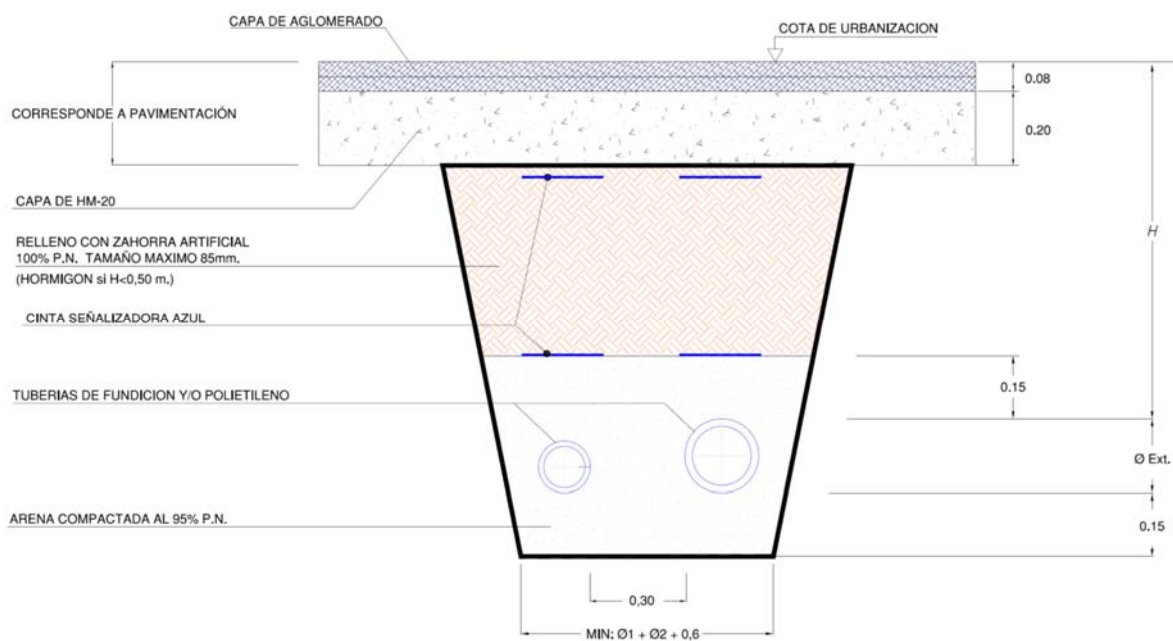 CAPA DE AGLOMERADO
COTA DE URBANIZACION
0.08
CORRESPONDE A PAVIMENTACIÓN
0.20
CAPA DE HM-20
H
RELLENO CON ZAHORRA ARTIFICIAL
100% P.N. TAMAÑO MAXIMO 85mm.
(HORMIGON si H<0,50 m.)
CINTA SEÑALIZADORA AZUL
0.15
TUBERIAS DE FUNDICION Y/O POLIETILENO
Ø Ext.
ARENA COMPACTADA AL 95% P.N.
0.15
0,30
MIN: Ø1 + Ø2 + 0,6